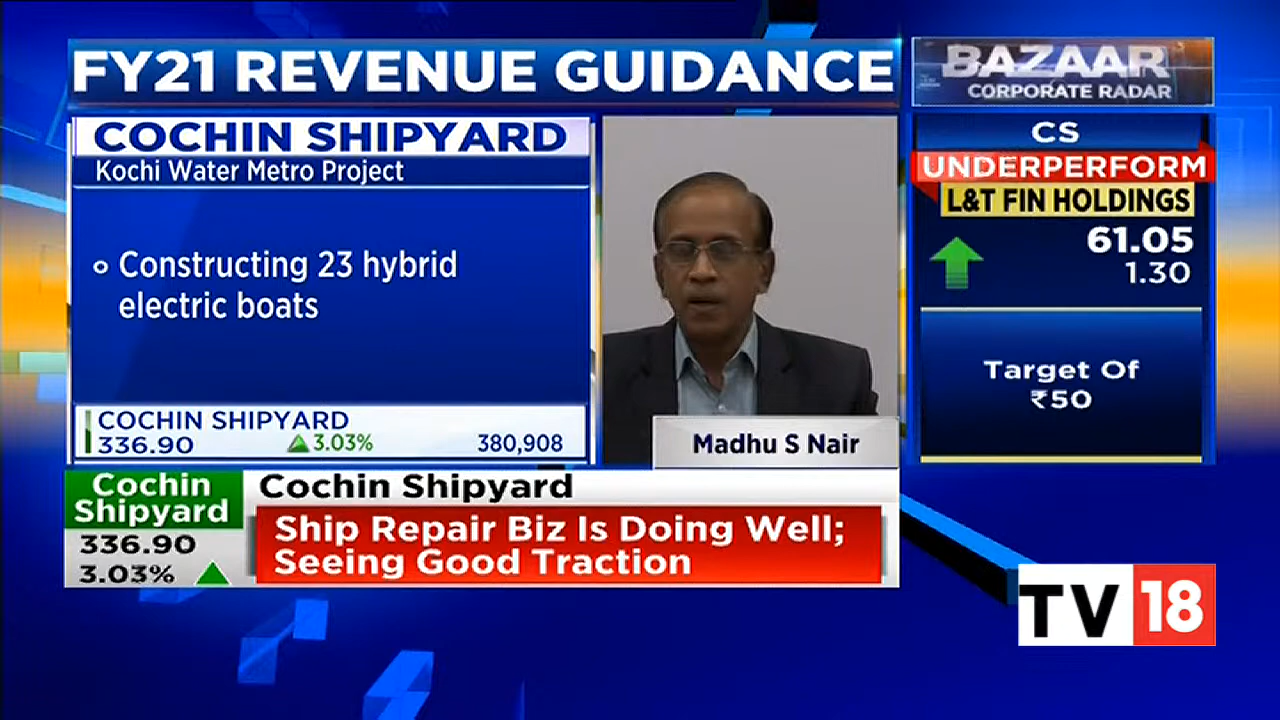 FY21 REVENUE GUIDANCE
COCHIN SHIPYARD
Kochi Water Metro Project
Constructing 23 hybrid
electric boats
COCHIN SHIPYARD
336.90 3.03% 380,908
Madhu S Nair
BAZAAR
CORPORATE RADAR
CS
UNDERPERFORM
L&T FIN HOLDINGS
61.05
1.30
Target Of
₹50
Cochin
Shipyard
336.90
3.03%
Cochin Shipyard
Ship Repair Biz Is Doing Well;
Seeing Good Traction
TV 18